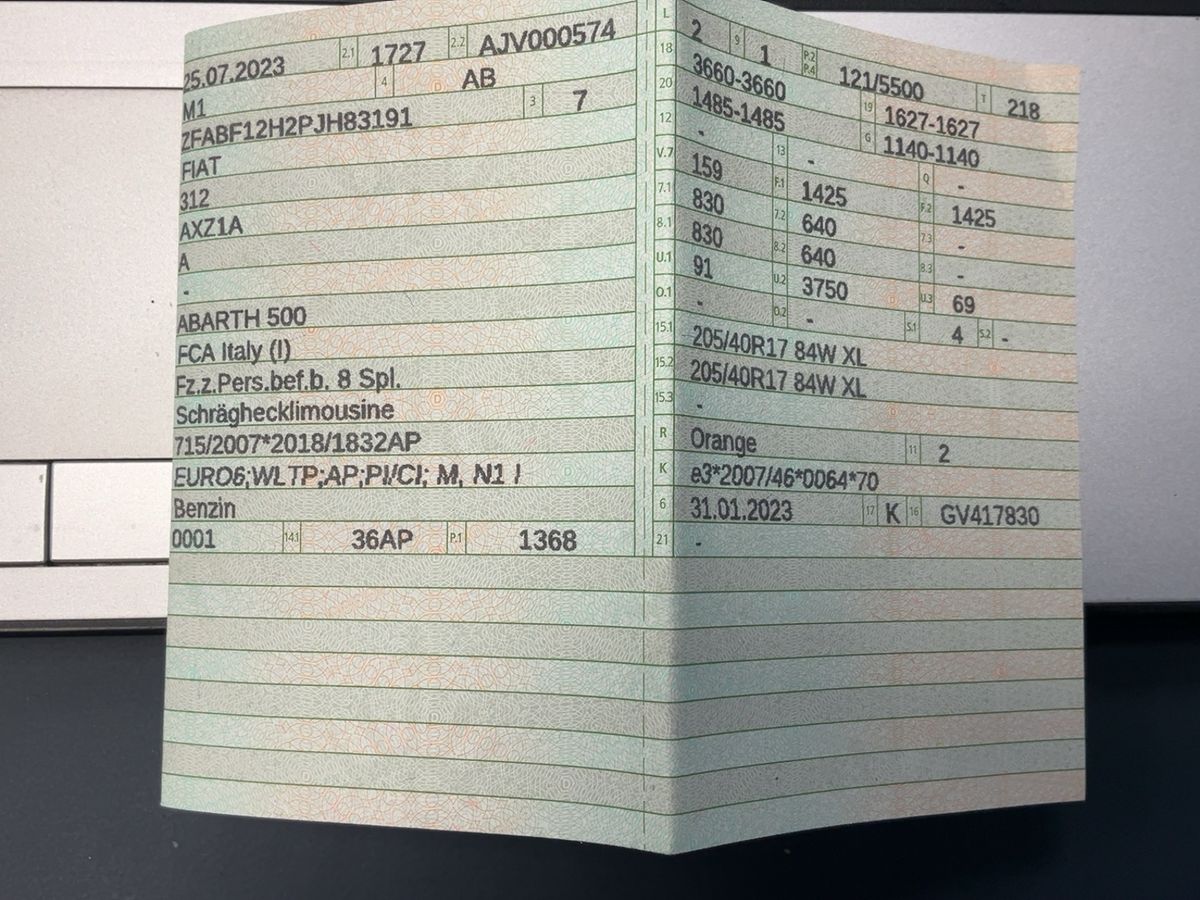 25.07.2023 2.1 1727 2.2 AJV000574
M1 4 AB
ZFABF12H2PJH83191 3 7
FIAT
312
AXZ1A
A
-
ABARTH 500
FCA Italy (I)
Fz.z.Pers.bef.b. 8 Spl.
Schräghecklimousine
715/2007*2018/1832AP
EURO6;WLTP;AP;PI/CI; M, N1 I
Benzin
0001 14.1 36AP P.1 1368
L 2 9 1 P.2 P.4 121/5500 T 218
18 3660-3660 19 1627-1627
20 1485-1485 G 1140-1140
12 - 13 - Q -
V.7 159 F.1 1425 F.2 1425
7.1 830 7.2 640 7.3 -
8.1 830 8.2 640 8.3 -
U.1 91 U.2 3750 U.3 69
O.1 - O.2 - S.1 4 S.2 -
15.1 205/40R17 84W XL
15.2 205/40R17 84W XL
15.3 -
R Orange 11 2
K e3*2007/46*0064*70
6 31.01.2023 17 K 16 GV417830
21 -